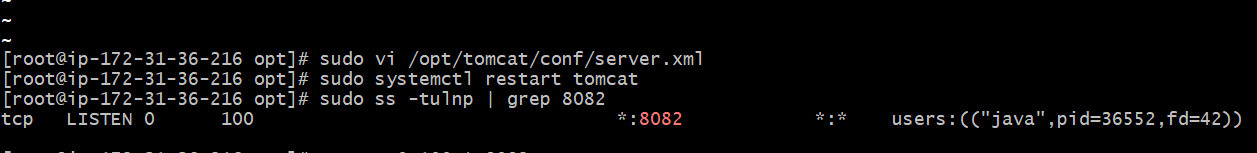 ~
~
~
[root@ip-172-31-36-216 opt]# sudo vi /opt/tomcat/conf/server.xml
[root@ip-172-31-36-216 opt]# sudo systemctl restart tomcat
[root@ip-172-31-36-216 opt]# sudo ss -tulnp | grep 8082
tcp LISTEN 0 100 *:8082 *:* users:(("java",pid=36552,fd=42))